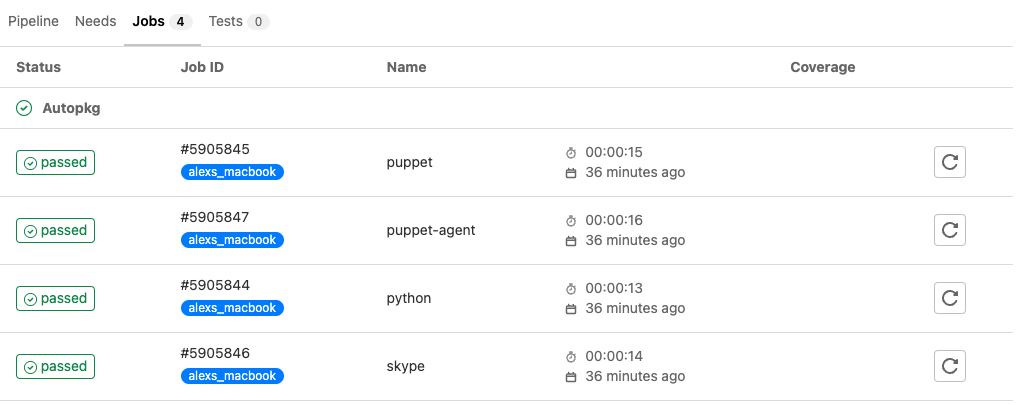 Pipeline Needs Jobs 4 Tests 0
Status Job ID Name Coverage
Autopkg
passed #5905845 alexs_macbook puppet 00:00:15 36 minutes ago
passed #5905847 alexs_macbook puppet-agent 00:00:16 36 minutes ago
passed #5905844 alexs_macbook python 00:00:13 36 minutes ago
passed #5905846 alexs_macbook skype 00:00:14 36 minutes ago